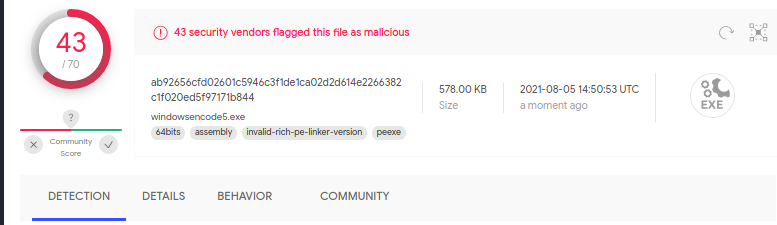 43
/ 70
?
Community
Score
43 security vendors flagged this file as malicious
ab92656cfd02601c5946c3f1de1ca02d2d614e2266382
c1f020ed5f97171b844
windowsencode5.exe
64bits assembly invalid-rich-pe-linker-version peexe
578.00 KB
Size
2021-08-05 14:50:53 UTC
a moment ago
EXE
DETECTION DETAILS BEHAVIOR COMMUNITY